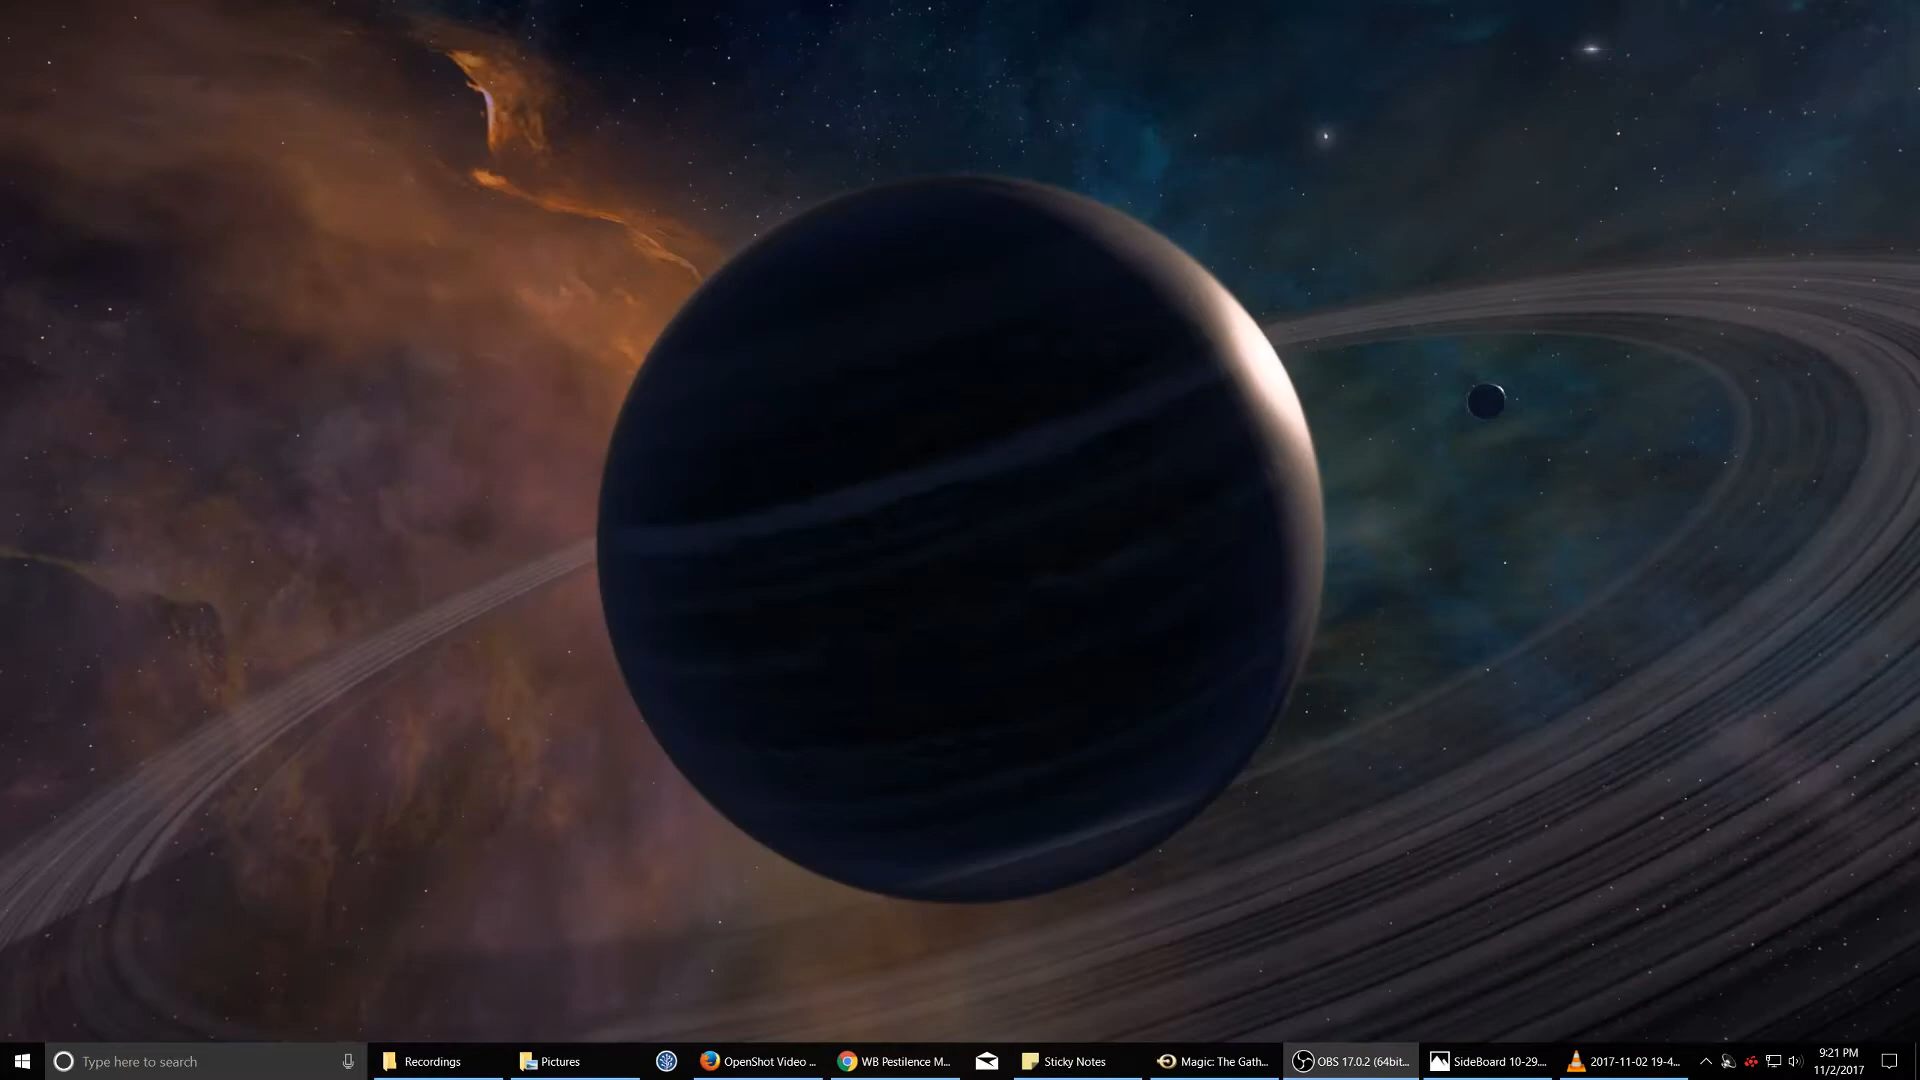 Type here to search
Recordings
Pictures
OpenShot Video ...
WB Pestilence M...
Sticky Notes
Magic: The Gath...
OBS 17.0.2 (64bit...
SideBoard 10-29...
2017-11-02 19-4...
9:21 PM
11/2/2017